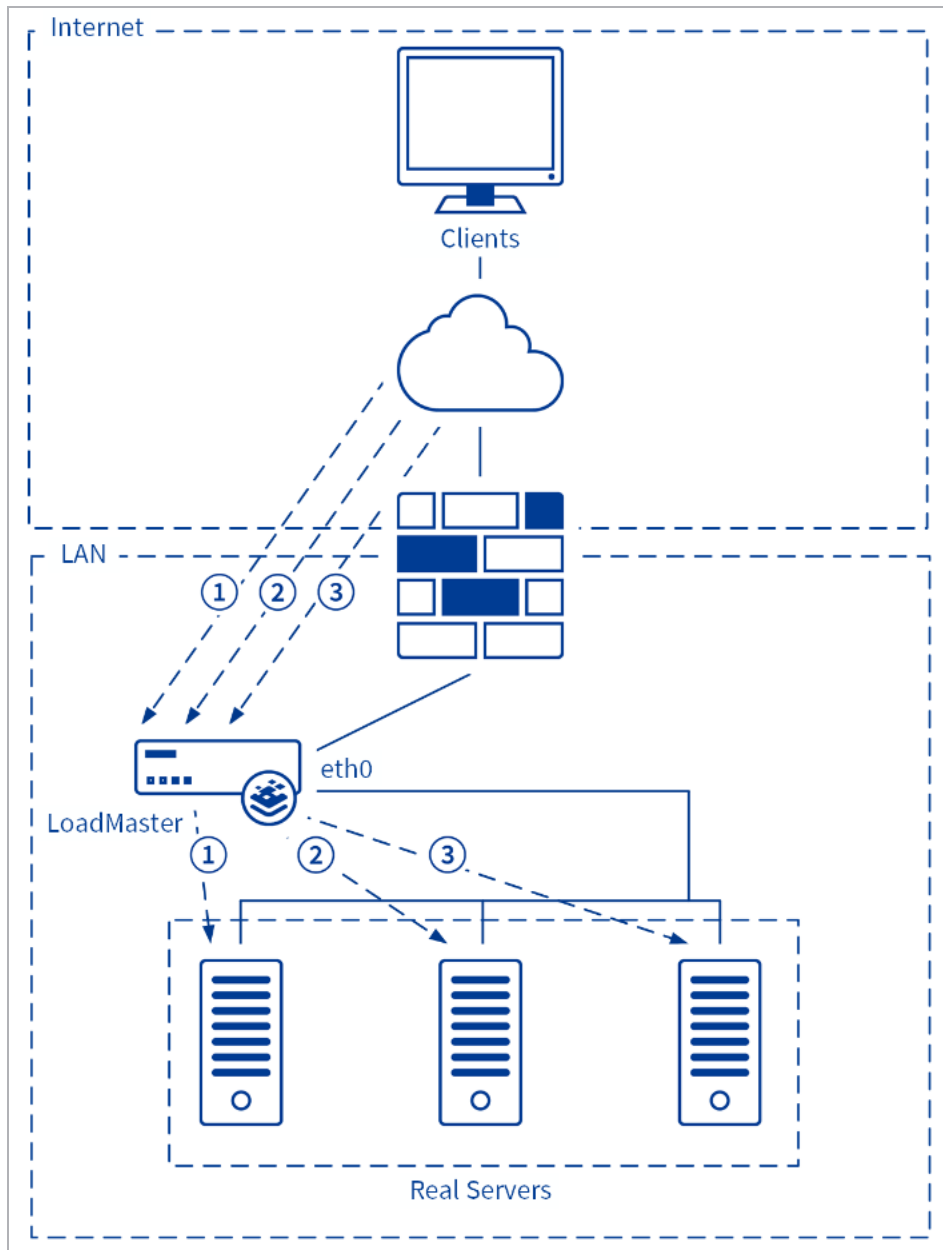 Internet
Clients
LAN
1 2 3
eth0
LoadMaster
1 2 3
Real Servers